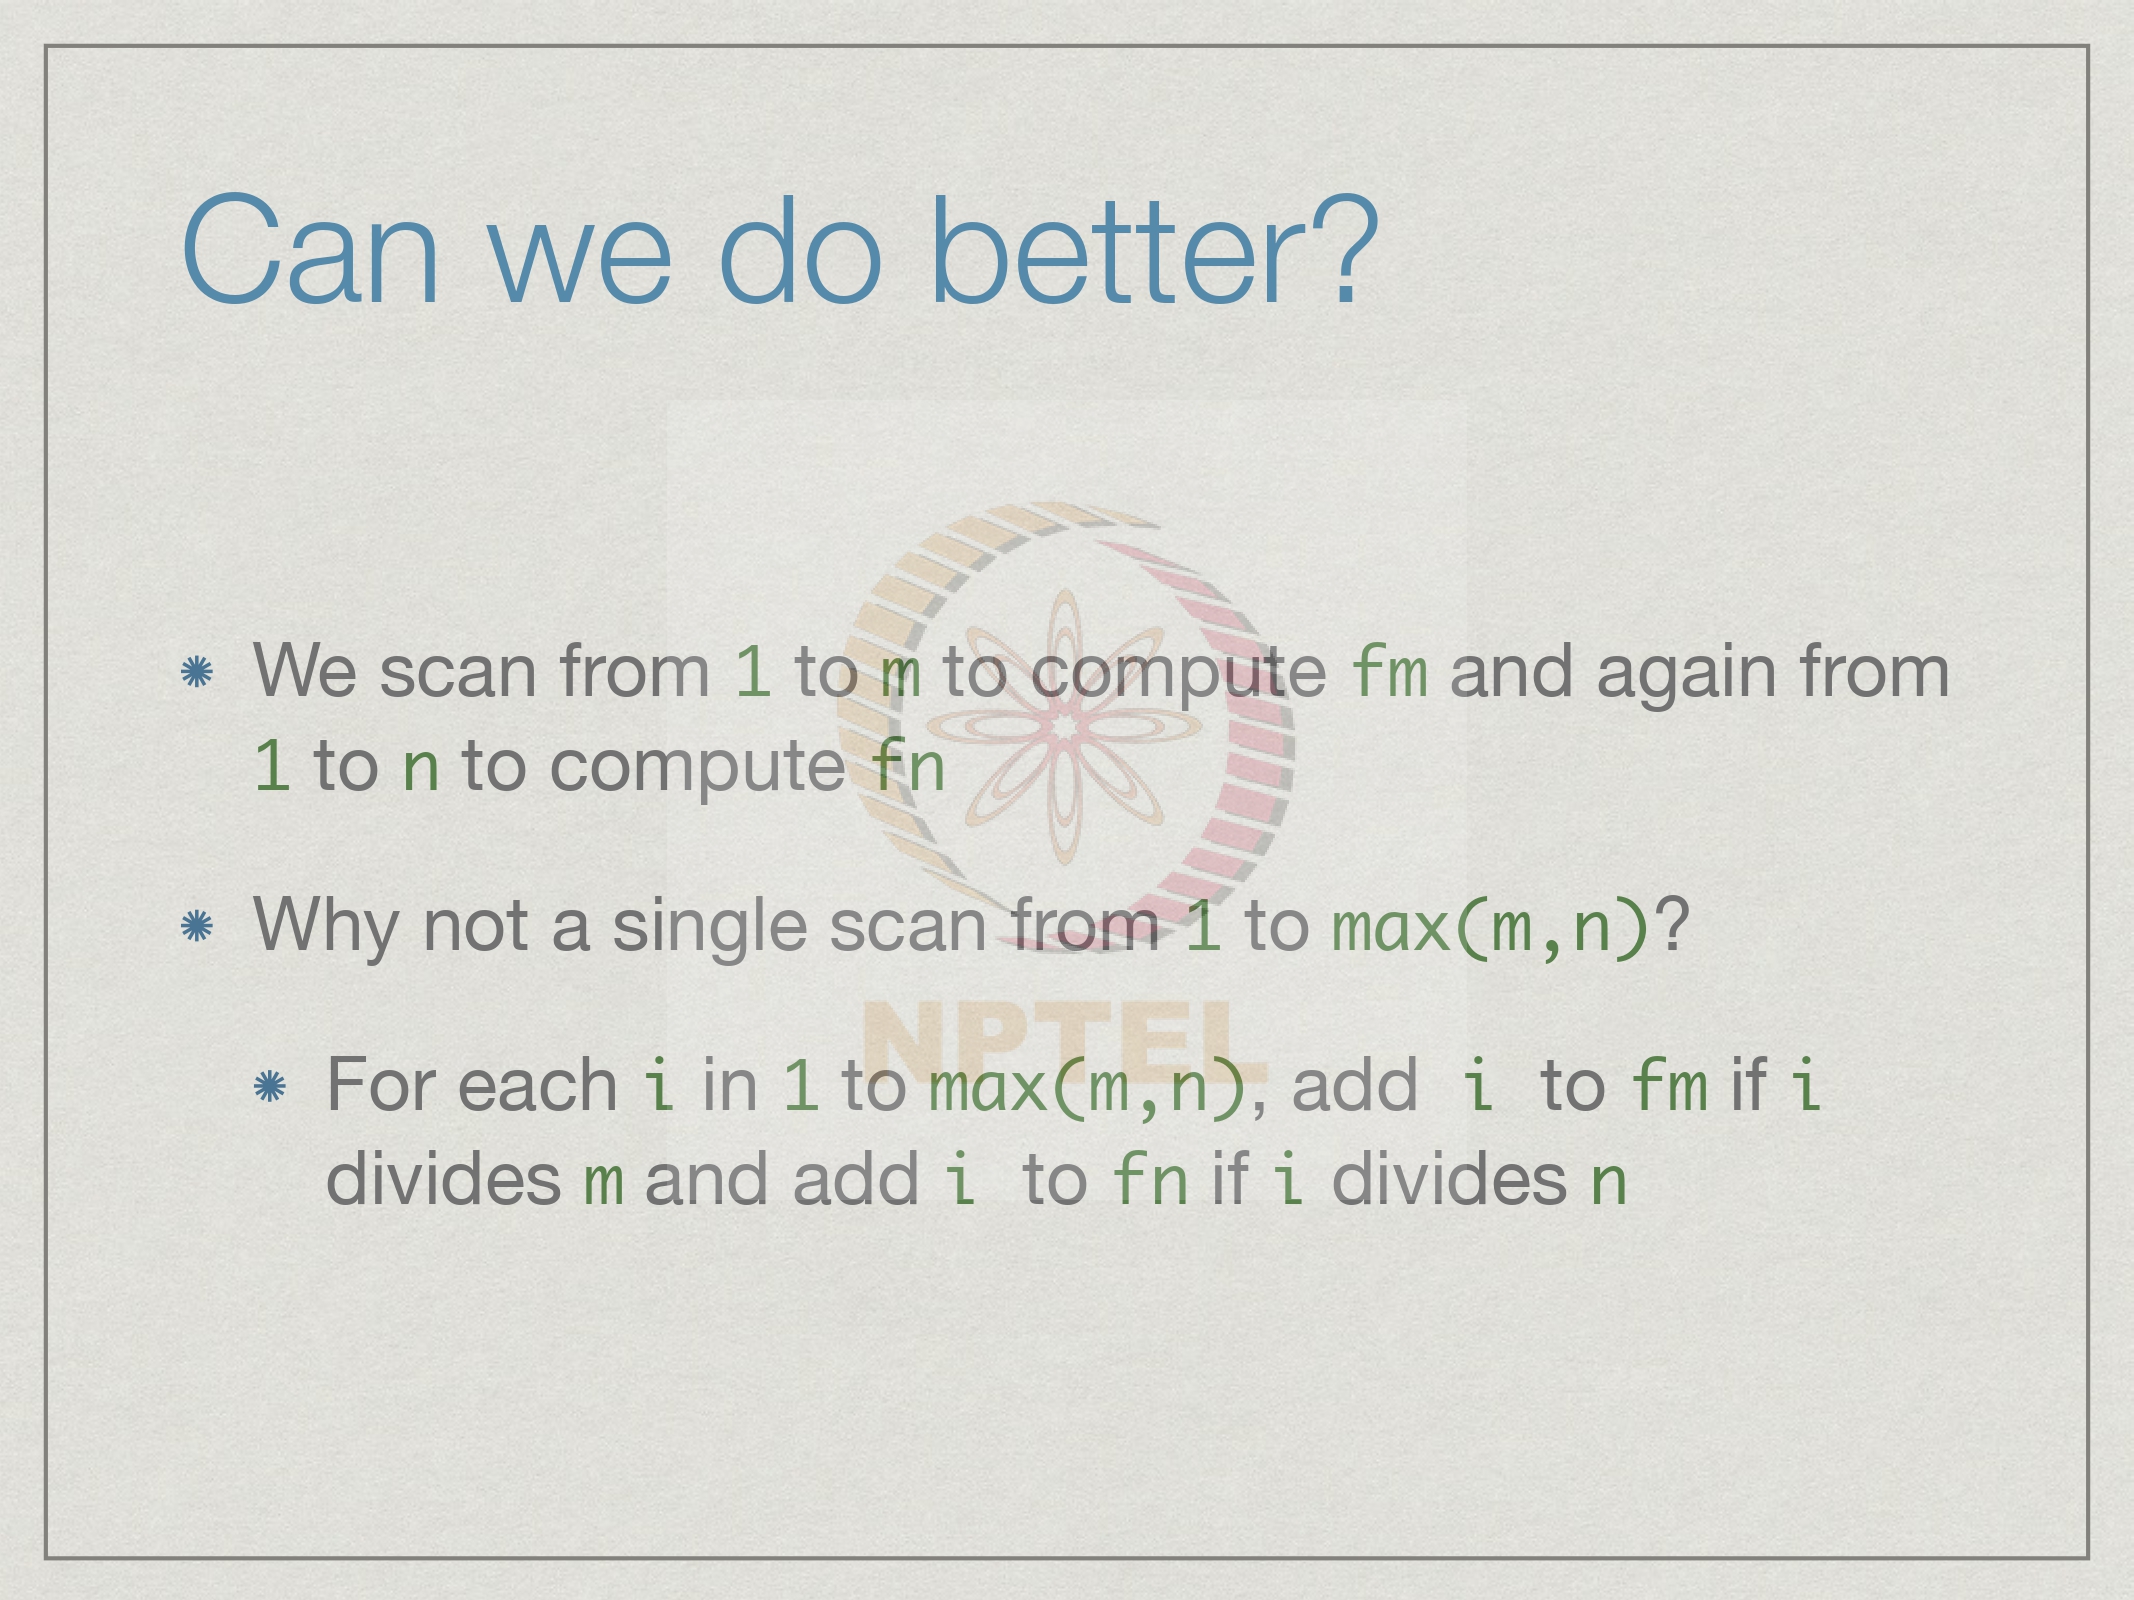 Can we do better?
We scan from 1 to m to compute fm and again from
1 to n to compute fn
Why not a single scan from 1 to max(m,n)?
For each i in 1 to max(m,n), add i to fm if i
divides m and add i to fn if i divides n
NPTEL